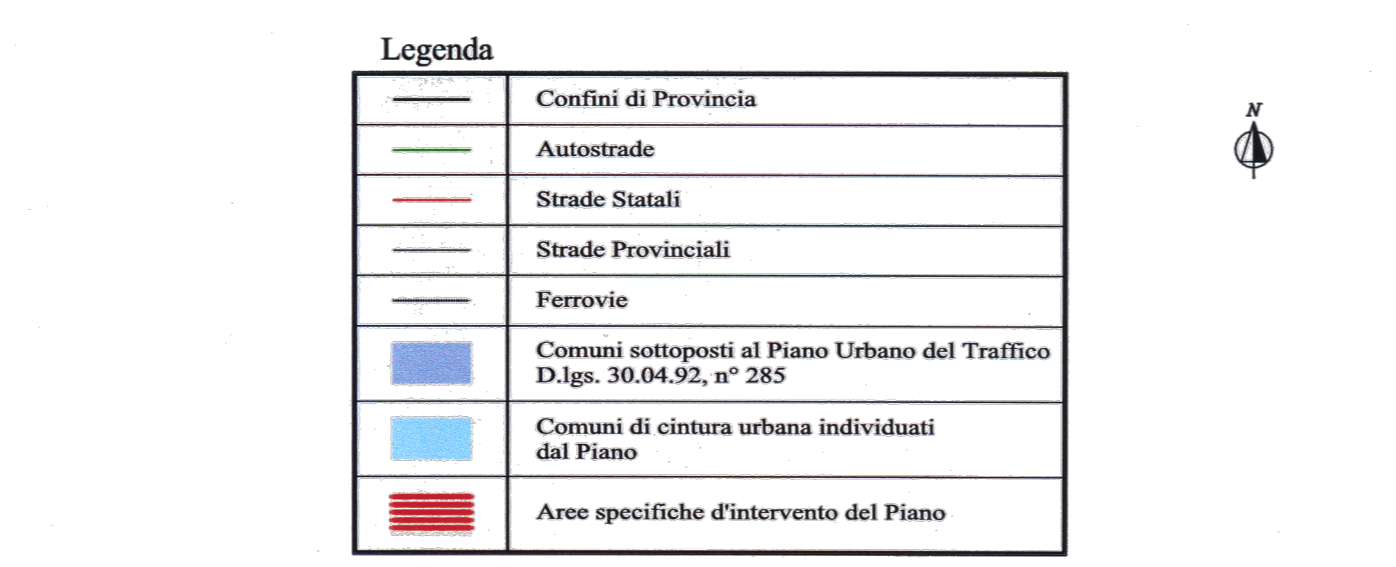 Legenda
Confini di Provincia
N
Autostrade
Strade Statali
Strade Provinciali
Ferrovie
Comuni sottoposti al Piano Urbano del Traffico
D.lgs. 30.04.92, n° 285
Comuni di cintura urbana individuati
dal Piano
Aree specifiche d'intervento del Piano